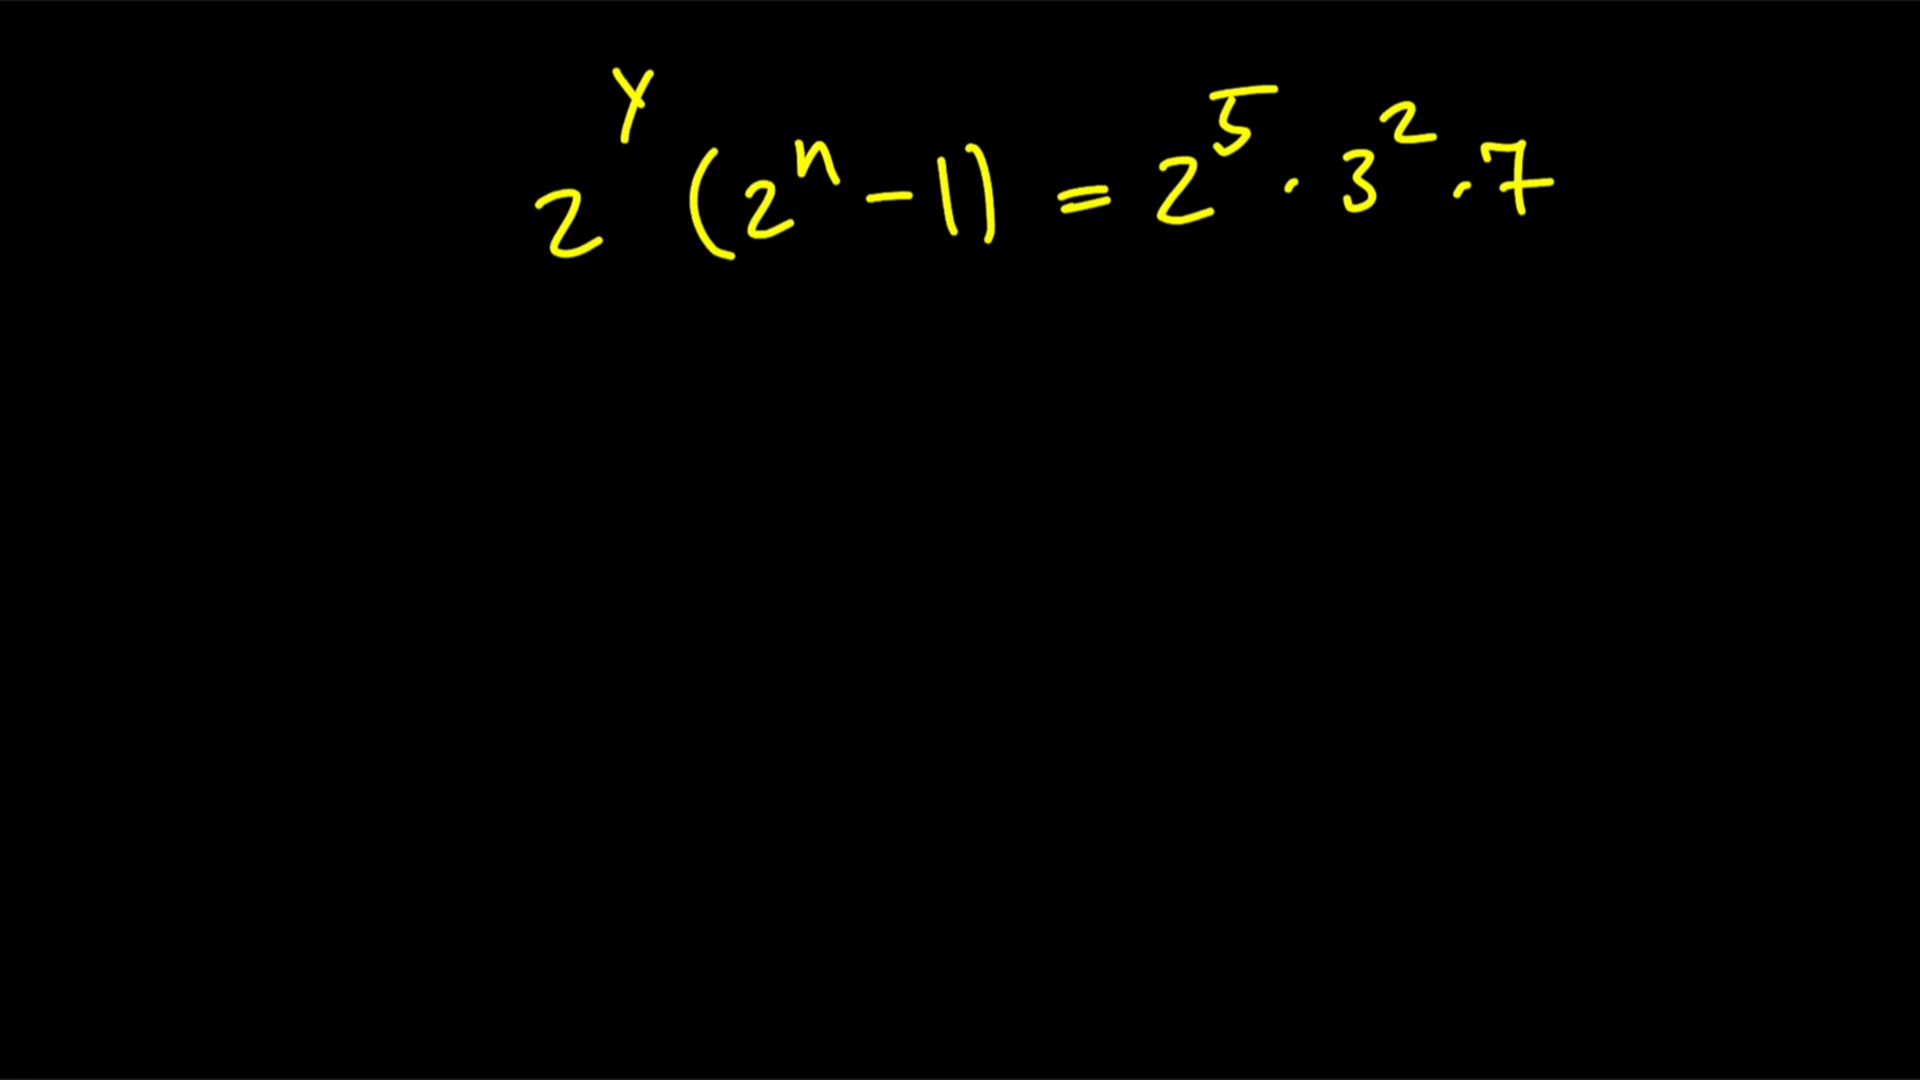 2^y (2^n - 1) = 2^5 · 3^2 · 7